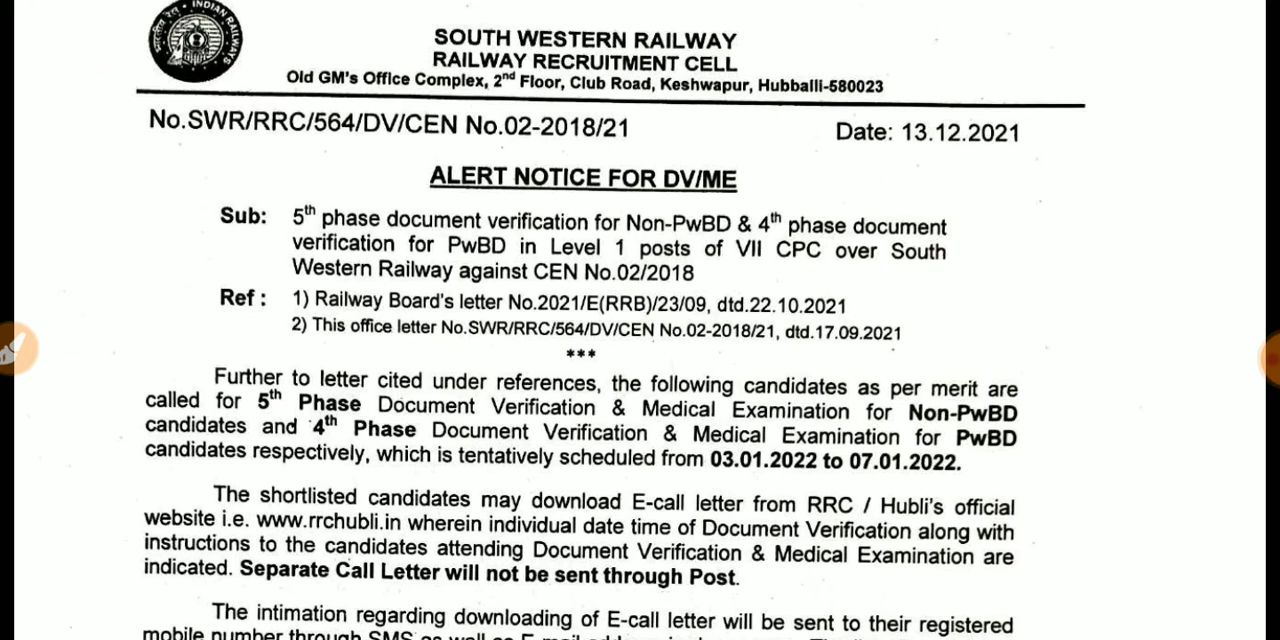 INDIAN RAILWAYS
SOUTH WESTERN RAILWAY
RAILWAY RECRUITMENT CELL
Old GM's Office Complex, 2nd Floor, Club Road, Keshwapur, Hubballi-580023
No.SWR/RRC/564/DV/CEN No.02-2018/21 Date: 13.12.2021
ALERT NOTICE FOR DV/ME
Sub: 5th phase document verification for Non-PwBD & 4th phase document
verification for PwBD in Level 1 posts of VII CPC over South
Western Railway against CEN No.02/2018
Ref : 1) Railway Board's letter No.2021/E(RRB)/23/09, dtd.22.10.2021
2) This office letter No.SWR/RRC/564/DV/CEN No.02-2018/21, dtd.17.09.2021
***
Further to letter cited under references, the following candidates as per merit are
called for 5th Phase Document Verification & Medical Examination for Non-PwBD
candidates and 4th Phase Document Verification & Medical Examination for PwBD
candidates respectively, which is tentatively scheduled from 03.01.2022 to 07.01.2022.
The shortlisted candidates may download E-call letter from RRC / Hubli's official
website i.e. www.rrchubli.in wherein individual date time of Document Verification along with
instructions to the candidates attending Document Verification & Medical Examination are
indicated. Separate Call Letter will not be sent through Post.
The intimation regarding downloading of E-call letter will be sent to their registered
mobile number through SMS as well as E-mail